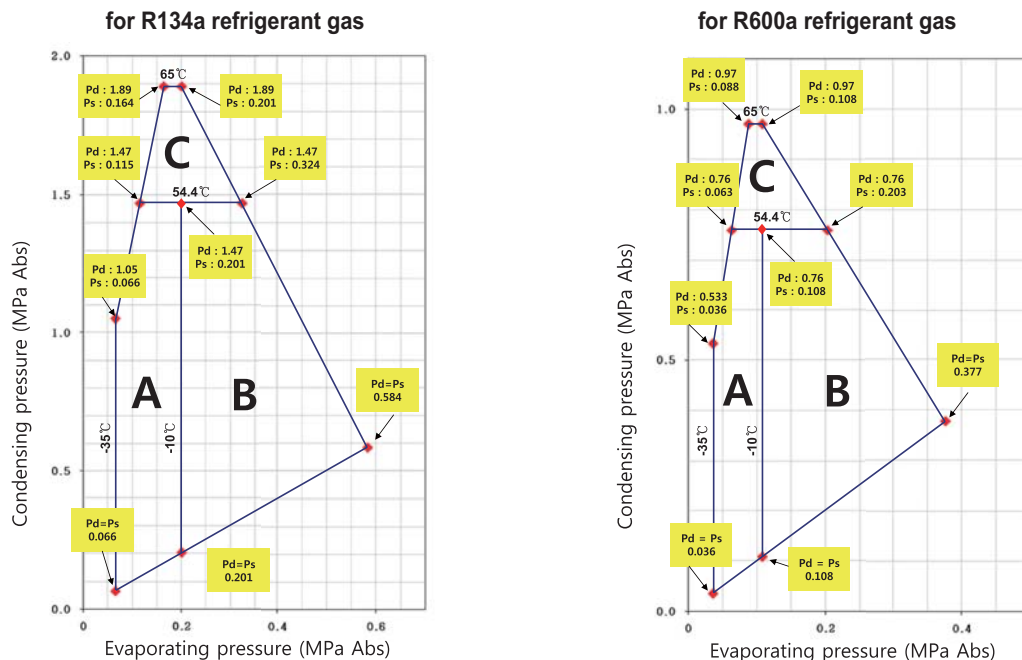 for R134a refrigerant gas
2.0
1.5
1.0
0.5
0.0
0
0.2
0.4
0.6
Condensing pressure (MPa Abs)
Evaporating pressure (MPa Abs)
65℃
Pd : 1.89
Ps : 0.164
Pd : 1.89
Ps : 0.201
C
Pd : 1.47
Ps : 0.115
Pd : 1.47
Ps : 0.324
54.4℃
Pd : 1.47
Ps : 0.201
Pd : 1.05
Ps : 0.066
A
B
-35℃
-10℃
Pd=Ps
0.584
Pd=Ps
0.066
Pd=Ps
0.201
for R600a refrigerant gas
1.0
0.5
0.0
0
0.2
0.4
Condensing pressure (MPa Abs)
Evaporating pressure (MPa Abs)
Pd : 0.97
Ps : 0.088
Pd : 0.97
Ps : 0.108
65℃
C
Pd : 0.76
Ps : 0.063
Pd : 0.76
Ps : 0.203
54.4℃
Pd : 0.76
Ps : 0.108
Pd : 0.533
Ps : 0.036
A
B
-35℃
-10℃
Pd=Ps
0.377
Pd = Ps
0.036
Pd = Ps
0.108